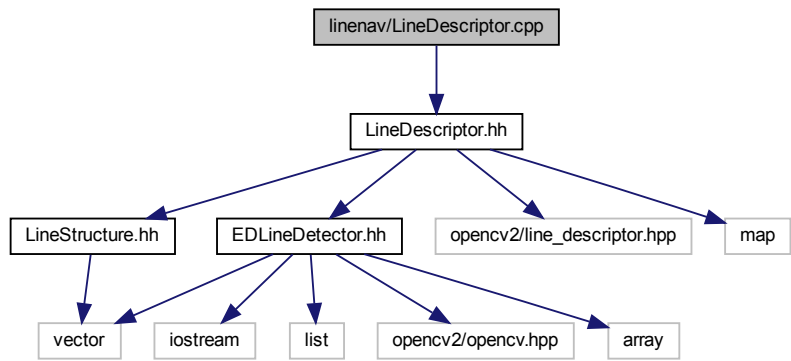 linenav/LineDescriptor.cpp
LineDescriptor.hh
LineStructure.hh
EDLineDetector.hh
opencv2/line_descriptor.hpp
map
vector
iostream
list
opencv2/opencv.hpp
array